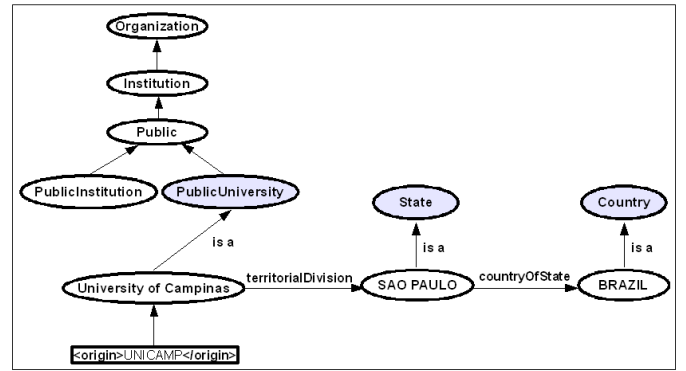 Organization
Institution
Public
PublicInstitution
PublicUniversity
State
Country
is a
is a
is a
territorialDivision
countryOfState
University of Campinas
SAO PAULO
BRAZIL
<origin>UNICAMP</origin>